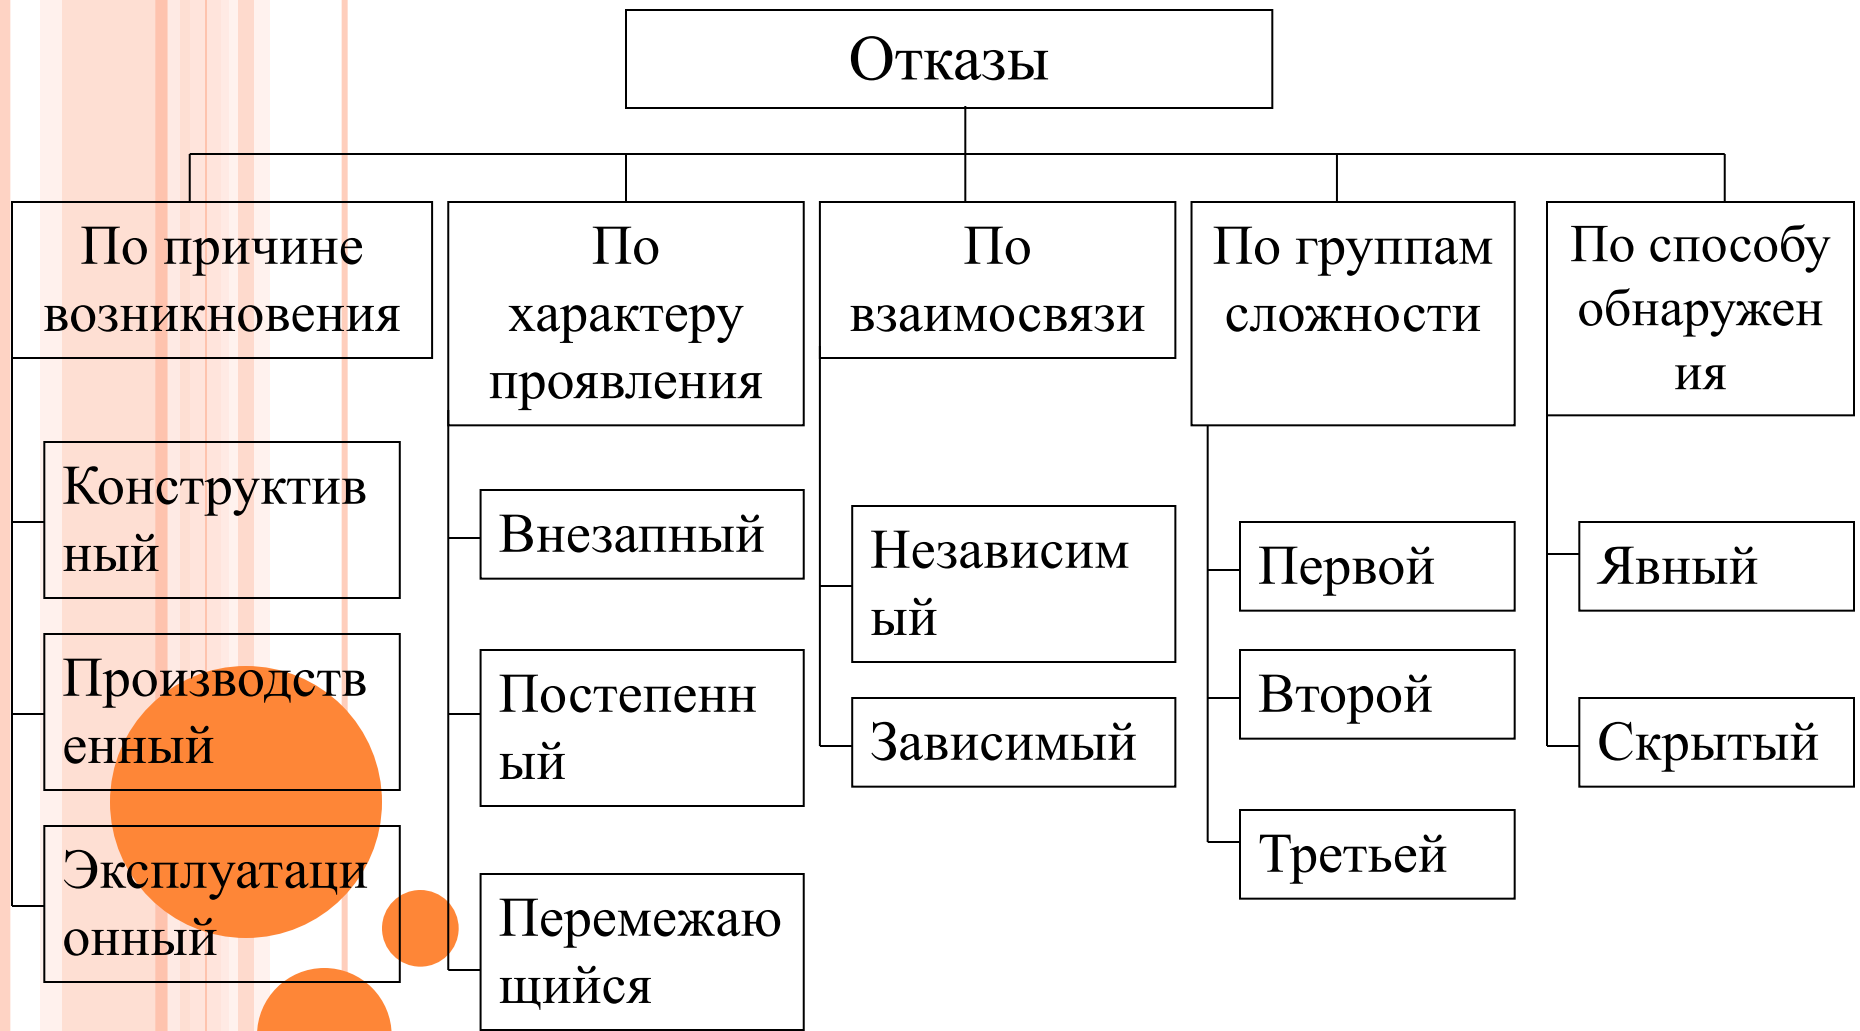 Отказы
По причине
возникновения
По
характеру
проявления
По
взаимосвязи
По группам
сложности
По способу
обнаружен
ия
Конструктив
ный
Производств
енный
Эксплуатаци
онный
Внезапный
Постепенн
ый
Перемежаю
щийся
Независим
ый
Зависимый
Первой
Второй
Третьей
Явный
Скрытый